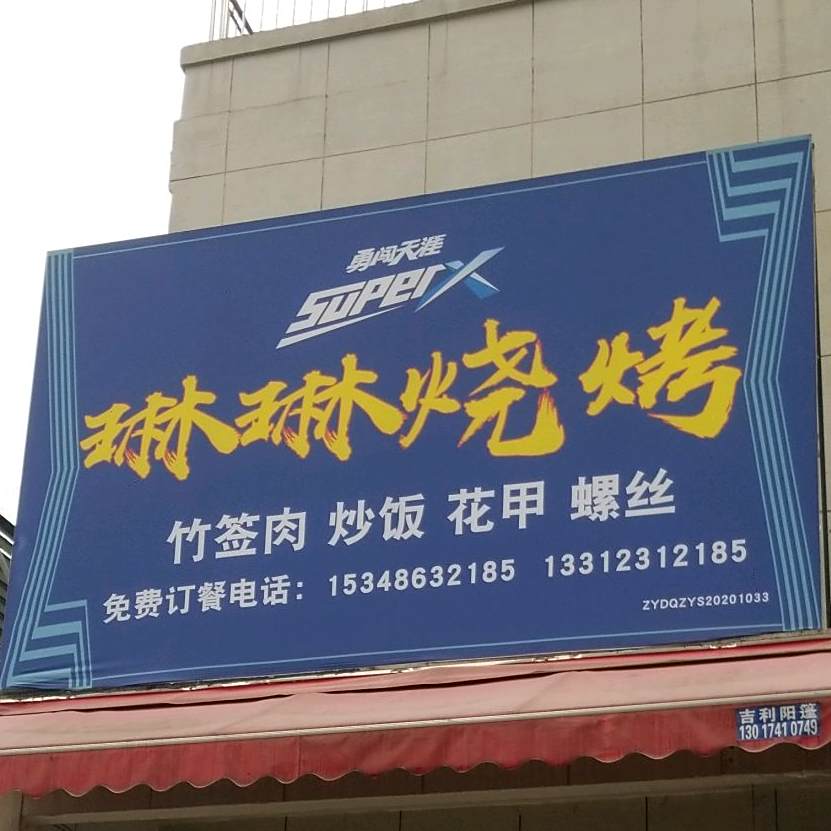 勇闯天涯
SUPERX
琳琳烧烤
竹签肉 炒饭 花甲 螺丝
免费订餐电话：15348632185 13312312185
ZYDQZYS20201033
吉利阳篷
130 1741 0749